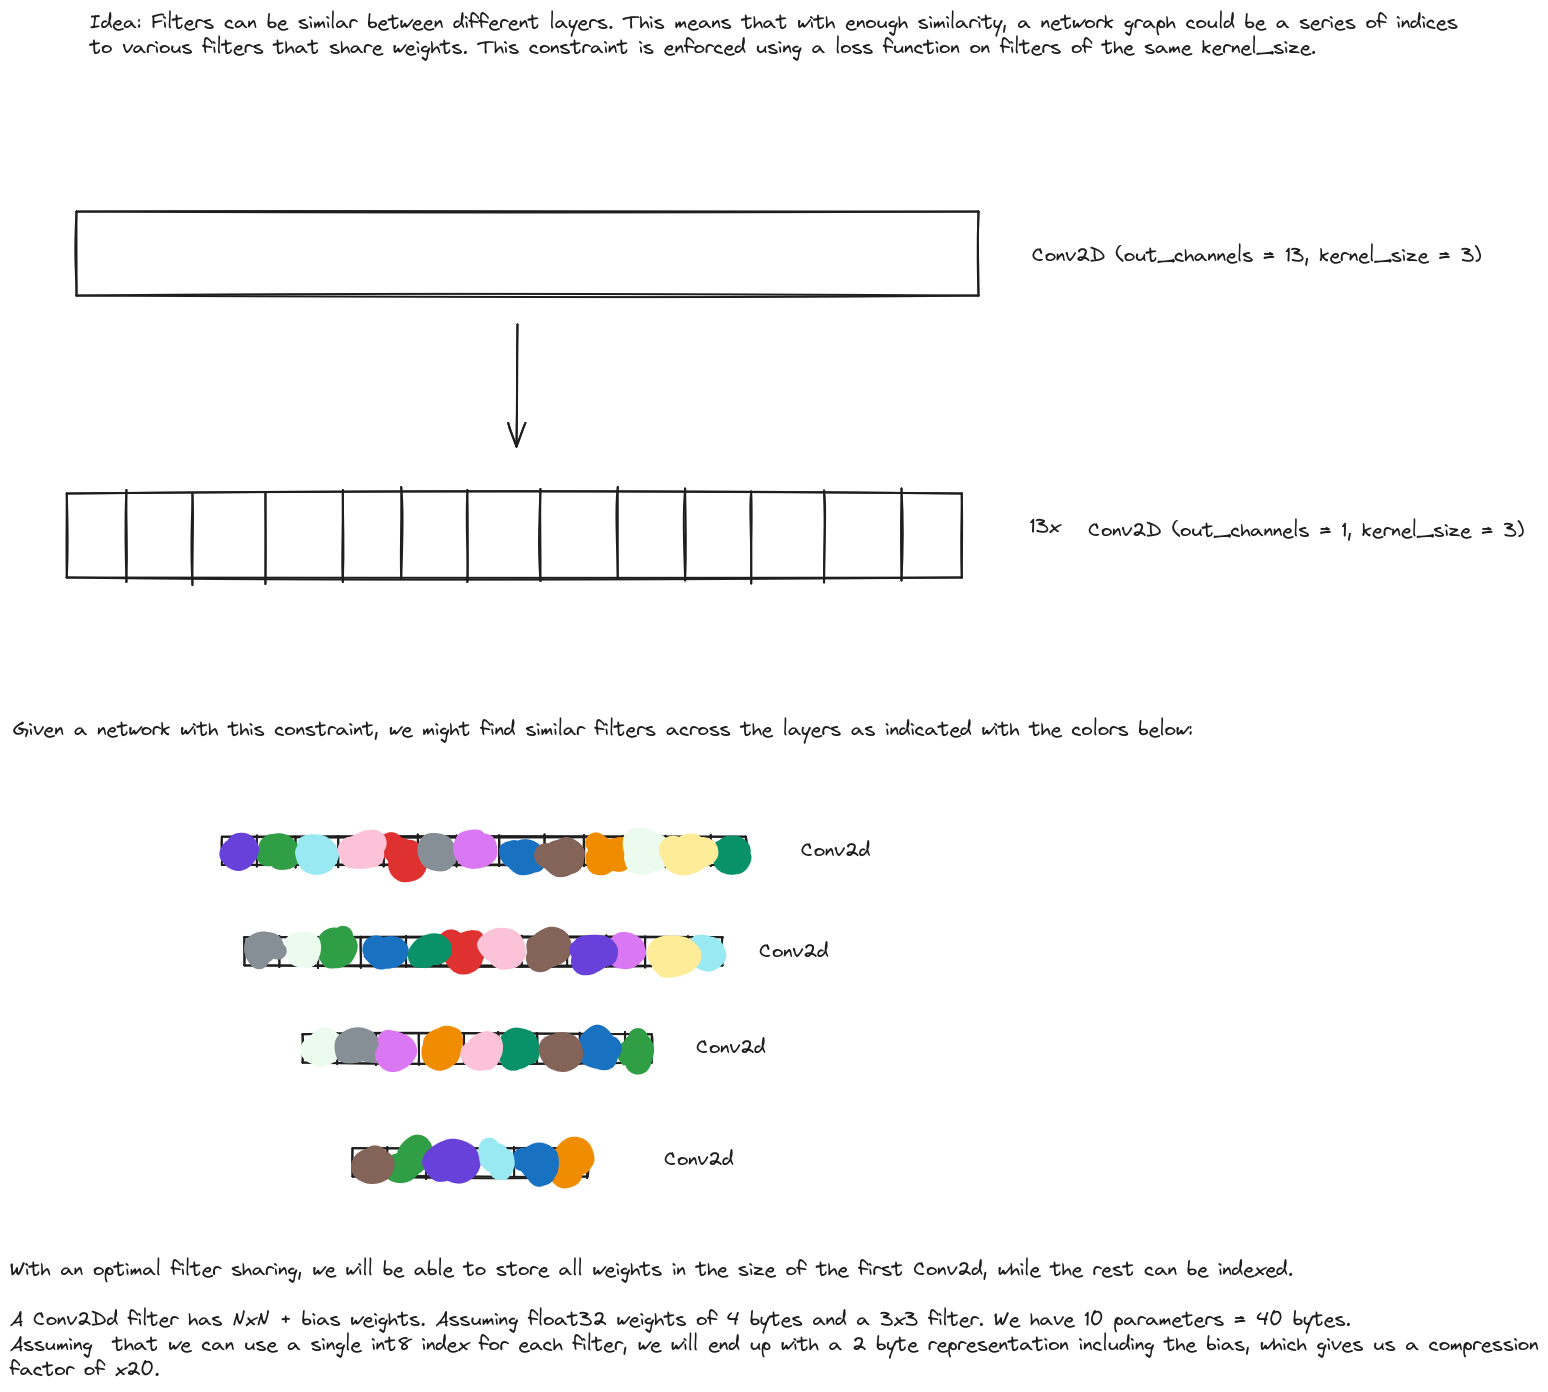 Idea: Filters can be similar between different layers. This means that with enough similarity, a network graph could be a series of indices
to various filters that share weights. This constraint is enforced using a loss function on filters of the same kernel_size.
Conv2D (out_channels = 13, kernel_size = 3)
13x Conv2D (out_channels = 1, kernel_size = 3)
Given a network with this constraint, we might find similar filters across the layers as indicated with the colors below:
Conv2d
Conv2d
Conv2d
Conv2d
With an optimal filter sharing, we will be able to store all weights in the size of the first Conv2d, while the rest can be indexed.
A Conv2Dd filter has NxN + bias weights. Assuming float32 weights of 4 bytes and a 3x3 filter. We have 10 parameters = 40 bytes.
Assuming that we can use a single int8 index for each filter, we will end up with a 2 byte representation including the bias, which gives us a compression
factor of x20.